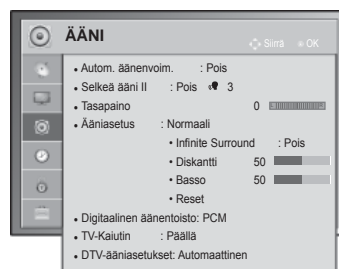 ÄÄNI
Siirrä OK
• Autom. äänenvoim. : Pois
• Selkeä ääni II : Pois 3
• Tasapaino 0
• Ääniasetus : Normaali
• Infinite Surround : Pois
• Diskantti 50
• Basso 50
• Reset
• Digitaalinen äänentoisto: PCM
• TV-Kaiutin : Päällä
• DTV-ääniasetukset: Automaattinen